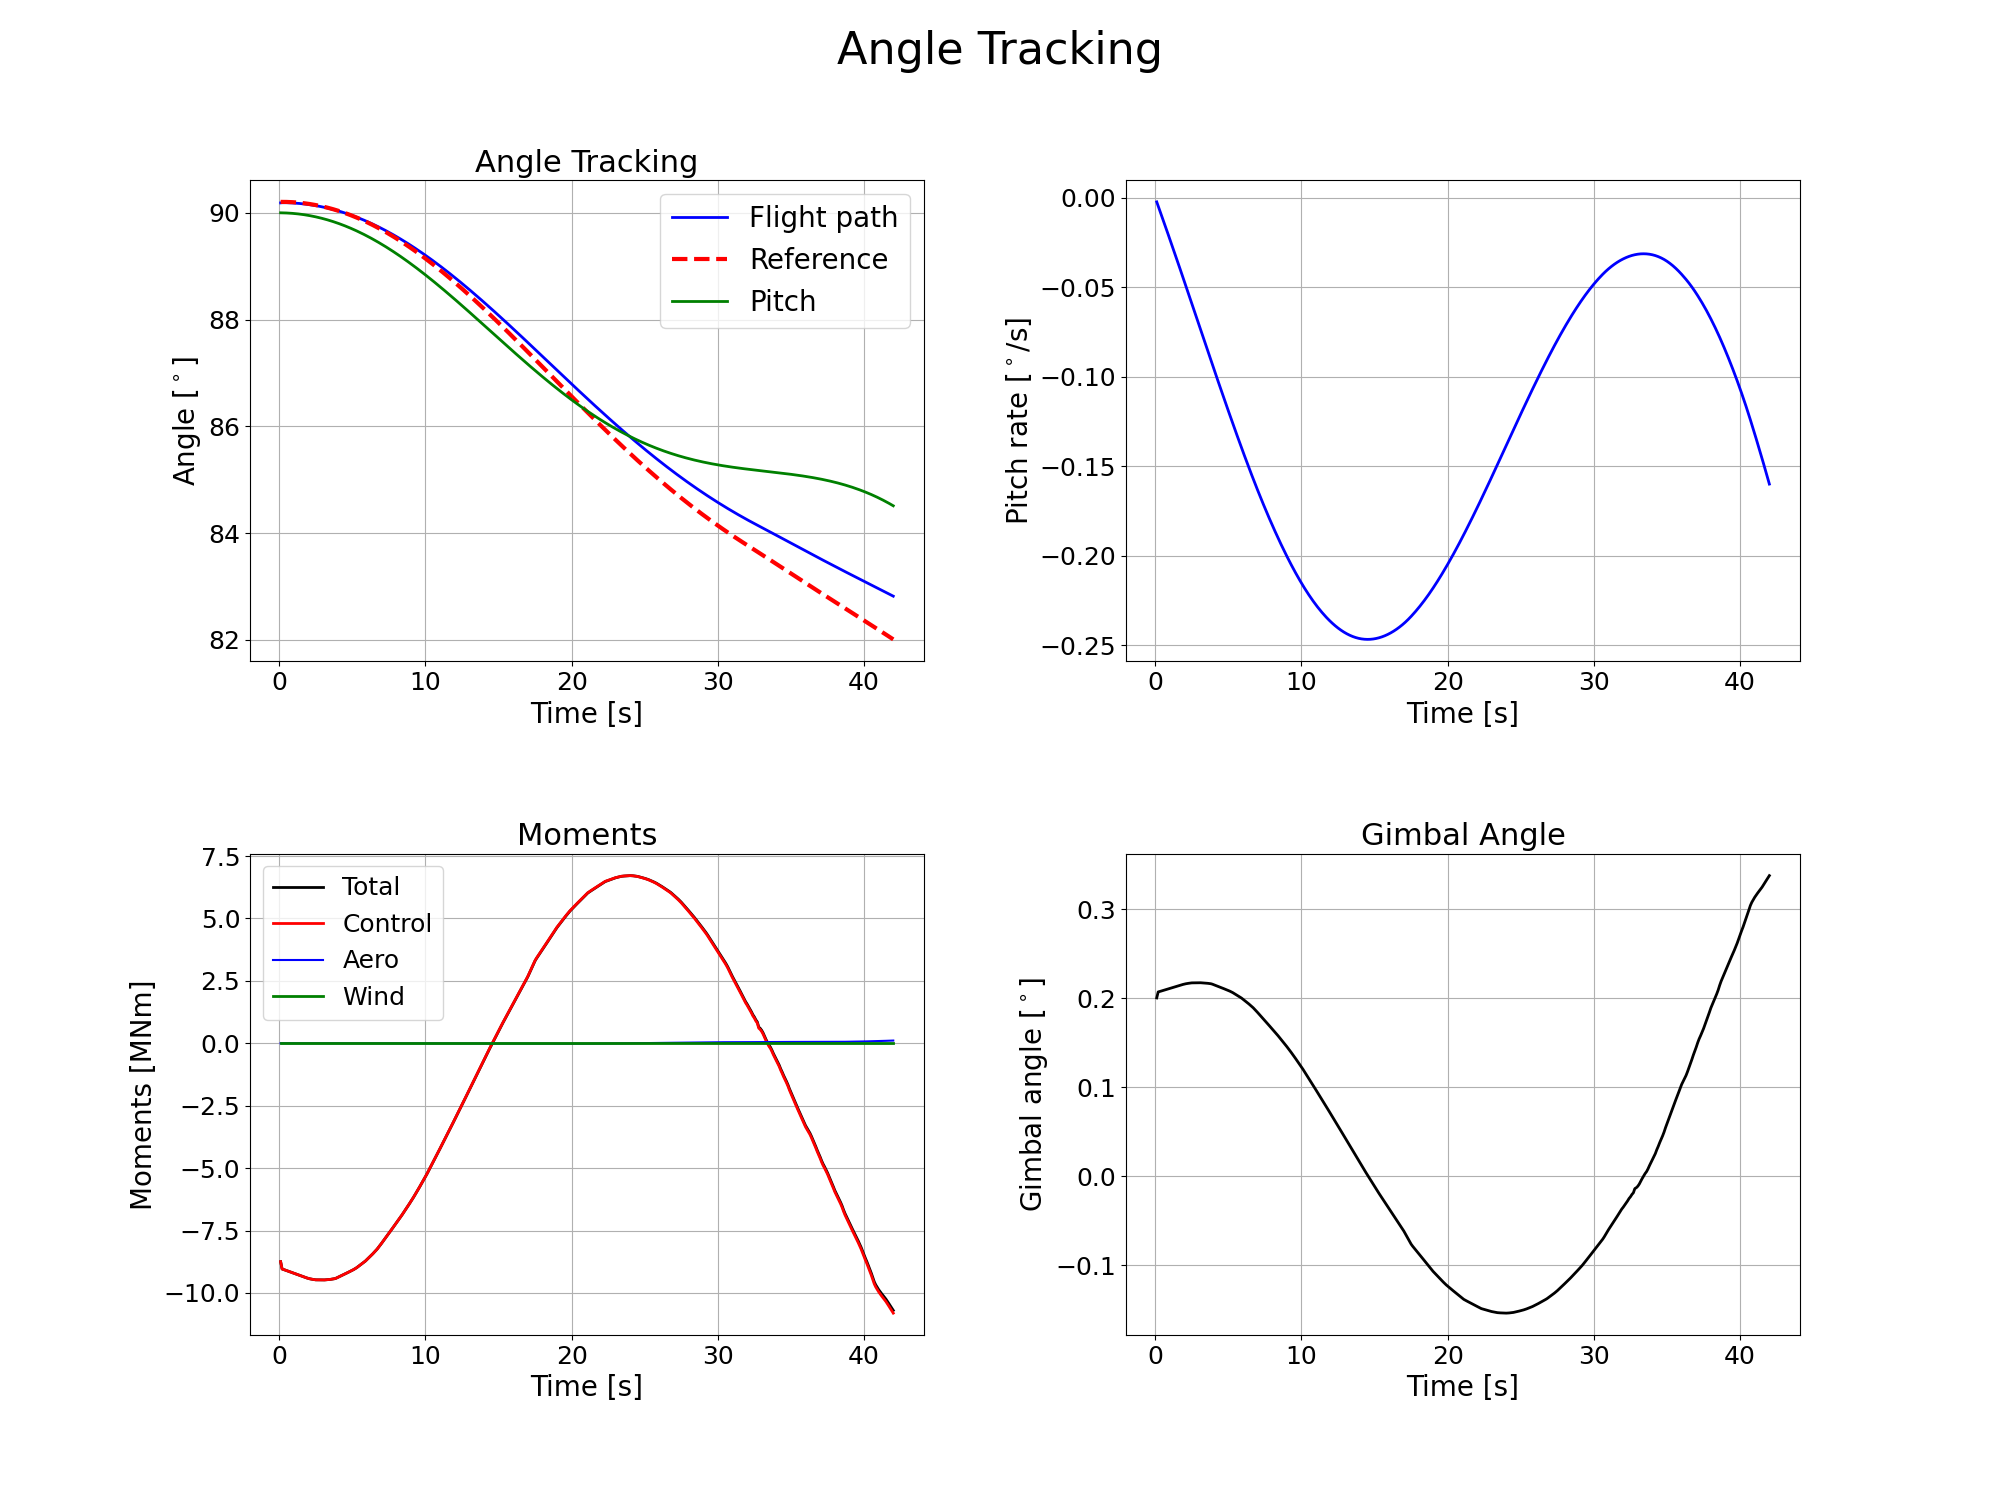 Angle Tracking
Angle Tracking
Flight path
Reference
Pitch
Angle [°]
90
88
86
84
82
0 10 20 30 40
Time [s]
Pitch rate [°/s]
0.00
−0.05
−0.10
−0.15
−0.20
−0.25
0 10 20 30 40
Time [s]
Moments
Total
Control
Aero
Wind
Moments [MNm]
7.5
5.0
2.5
0.0
−2.5
−5.0
−7.5
−10.0
0 10 20 30 40
Time [s]
Gimbal Angle
Gimbal angle [°]
0.3
0.2
0.1
0.0
−0.1
0 10 20 30 40
Time [s]